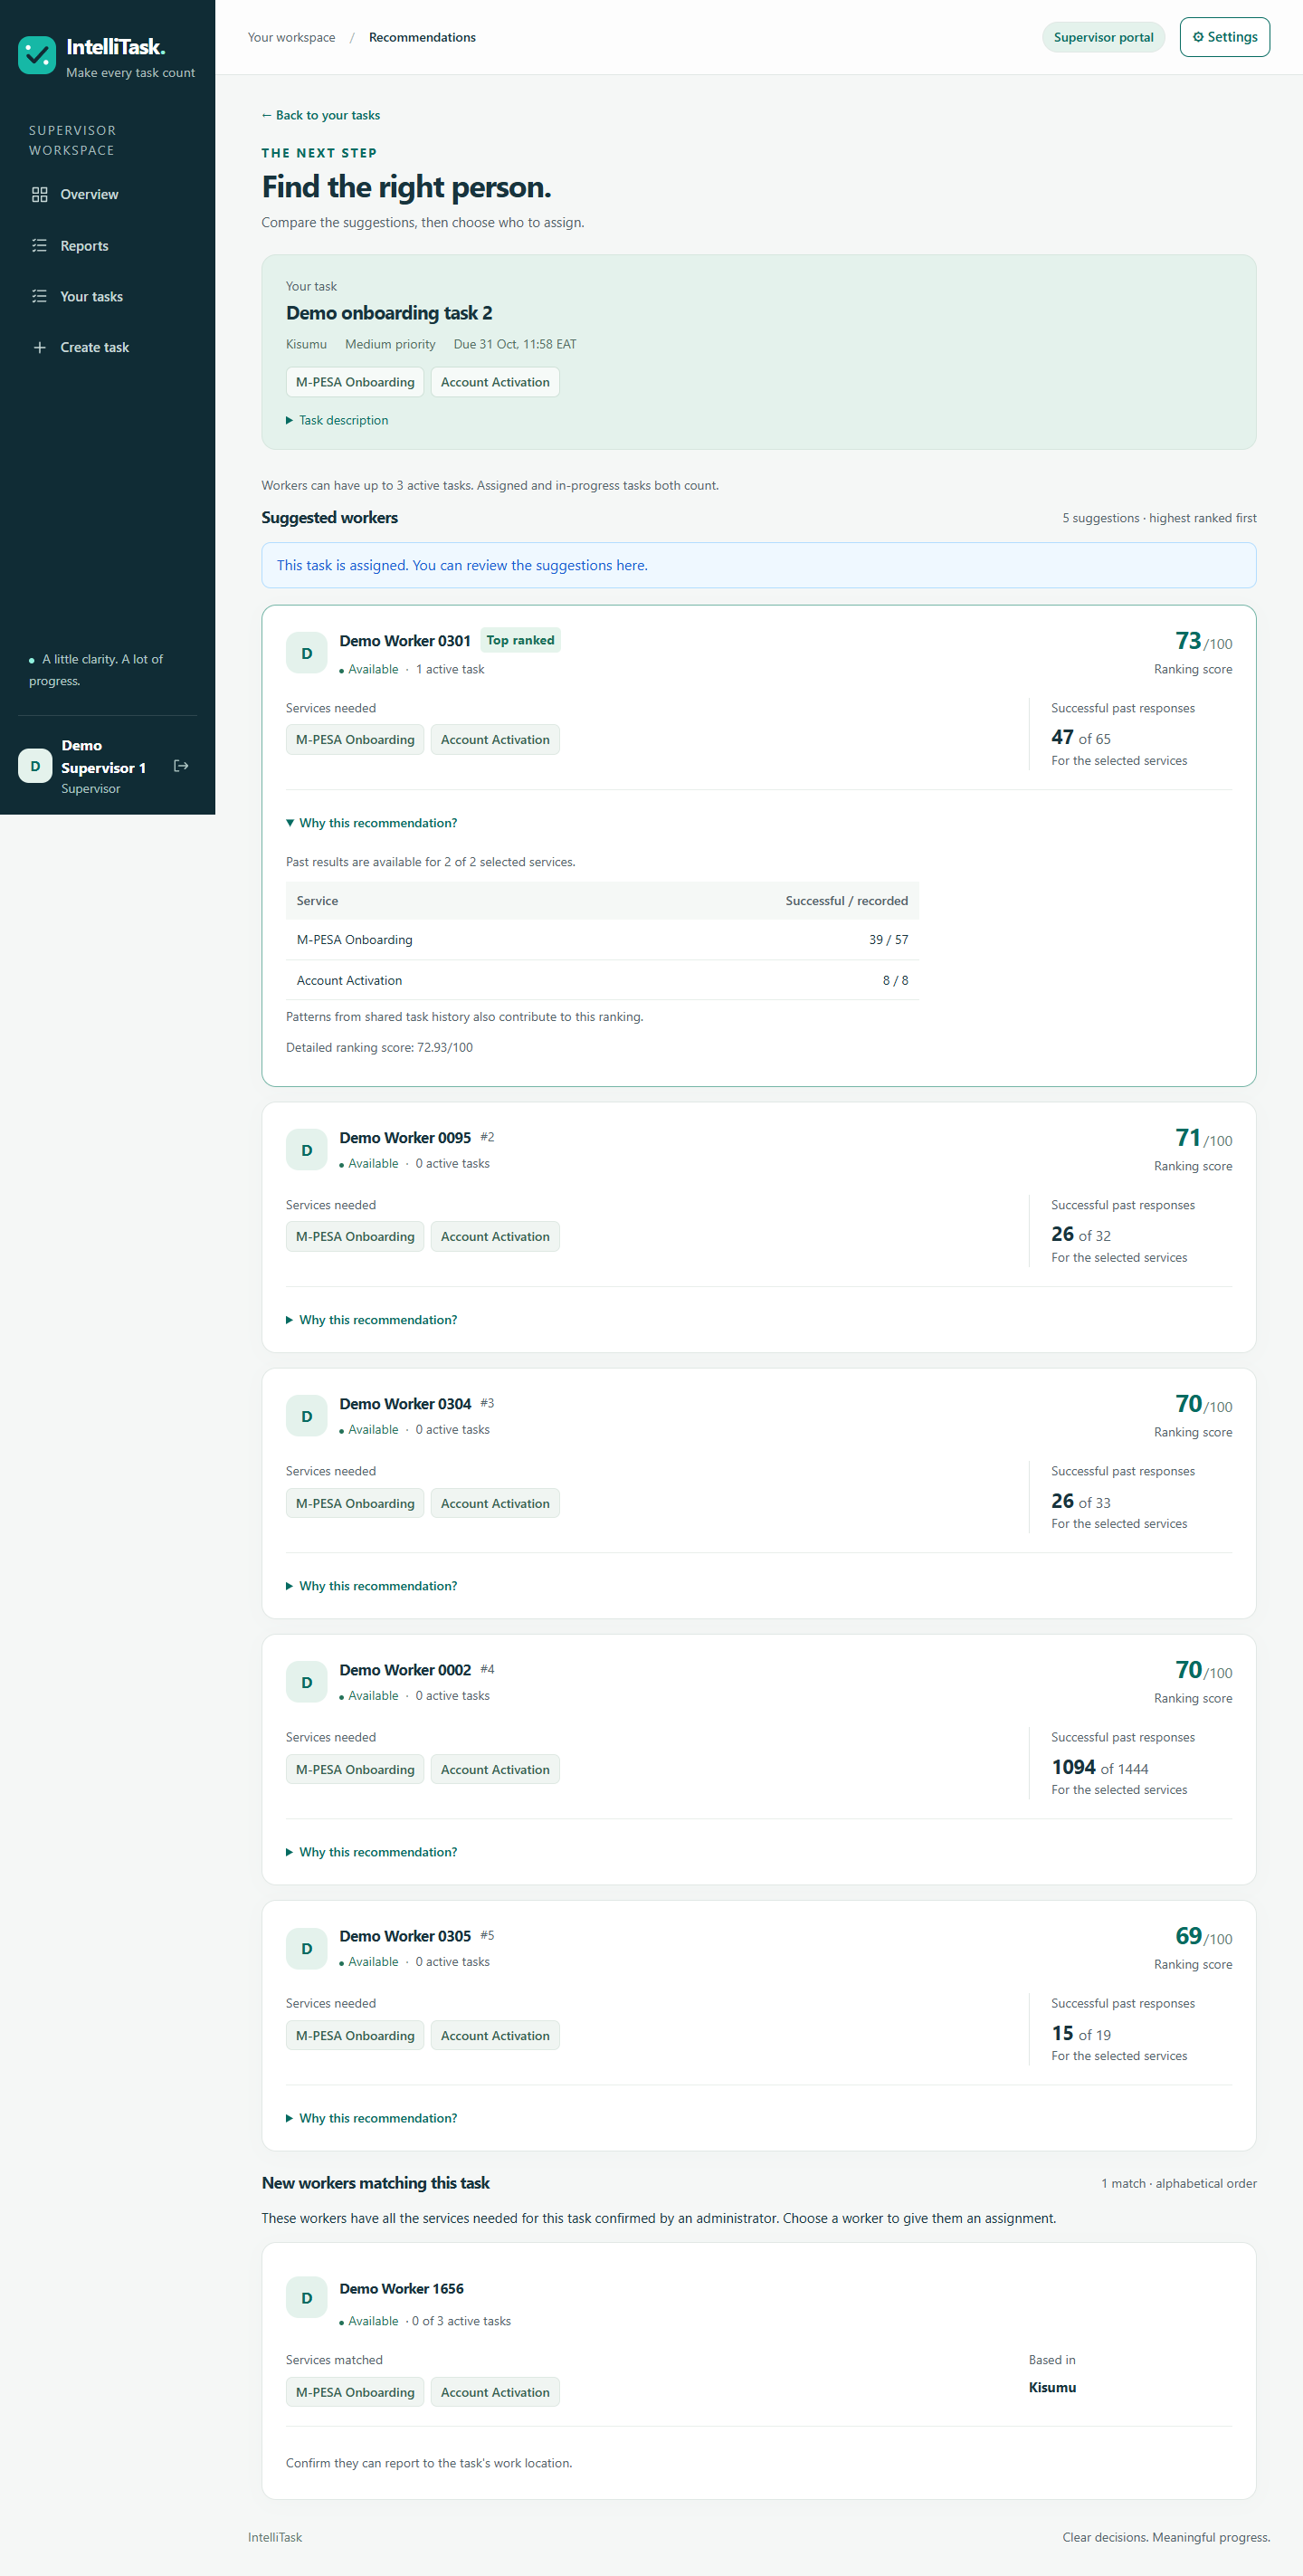 IntelliTask.
Make every task count
SUPERVISOR
WORKSPACE
Overview
Reports
Your tasks
Create task
A little clarity. A lot of
progress.
D
Demo
Supervisor 1
Supervisor
Your workspace / Recommendations
Supervisor portal
⚙ Settings
← Back to your tasks
THE NEXT STEP
Find the right person.
Compare the suggestions, then choose who to assign.
Your task
Demo onboarding task 2
Kisumu Medium priority Due 31 Oct, 11:58 EAT
M-PESA Onboarding Account Activation
▶ Task description
Workers can have up to 3 active tasks. Assigned and in-progress tasks both count.
Suggested workers 5 suggestions · highest ranked first
This task is assigned. You can review the suggestions here.
D
Demo Worker 0301 Top ranked
Available · 1 active task
73/100
Ranking score
Services needed
M-PESA Onboarding Account Activation
Successful past responses
47 of 65
For the selected services
▼ Why this recommendation?
Past results are available for 2 of 2 selected services.
Service Successful / recorded
M-PESA Onboarding 39 / 57
Account Activation 8 / 8
Patterns from shared task history also contribute to this ranking.
Detailed ranking score: 72.93/100
D
Demo Worker 0095 #2
Available · 0 active tasks
71/100
Ranking score
Services needed
M-PESA Onboarding Account Activation
Successful past responses
26 of 32
For the selected services
▶ Why this recommendation?
D
Demo Worker 0304 #3
Available · 0 active tasks
70/100
Ranking score
Services needed
M-PESA Onboarding Account Activation
Successful past responses
26 of 33
For the selected services
▶ Why this recommendation?
D
Demo Worker 0002 #4
Available · 0 active tasks
70/100
Ranking score
Services needed
M-PESA Onboarding Account Activation
Successful past responses
1094 of 1444
For the selected services
▶ Why this recommendation?
D
Demo Worker 0305 #5
Available · 0 active tasks
69/100
Ranking score
Services needed
M-PESA Onboarding Account Activation
Successful past responses
15 of 19
For the selected services
▶ Why this recommendation?
New workers matching this task 1 match · alphabetical order
These workers have all the services needed for this task confirmed by an administrator. Choose a worker to give them an assignment.
D
Demo Worker 1656
Available · 0 of 3 active tasks
Services matched
M-PESA Onboarding Account Activation
Based in
Kisumu
Confirm they can report to the task's work location.
IntelliTask Clear decisions. Meaningful progress.